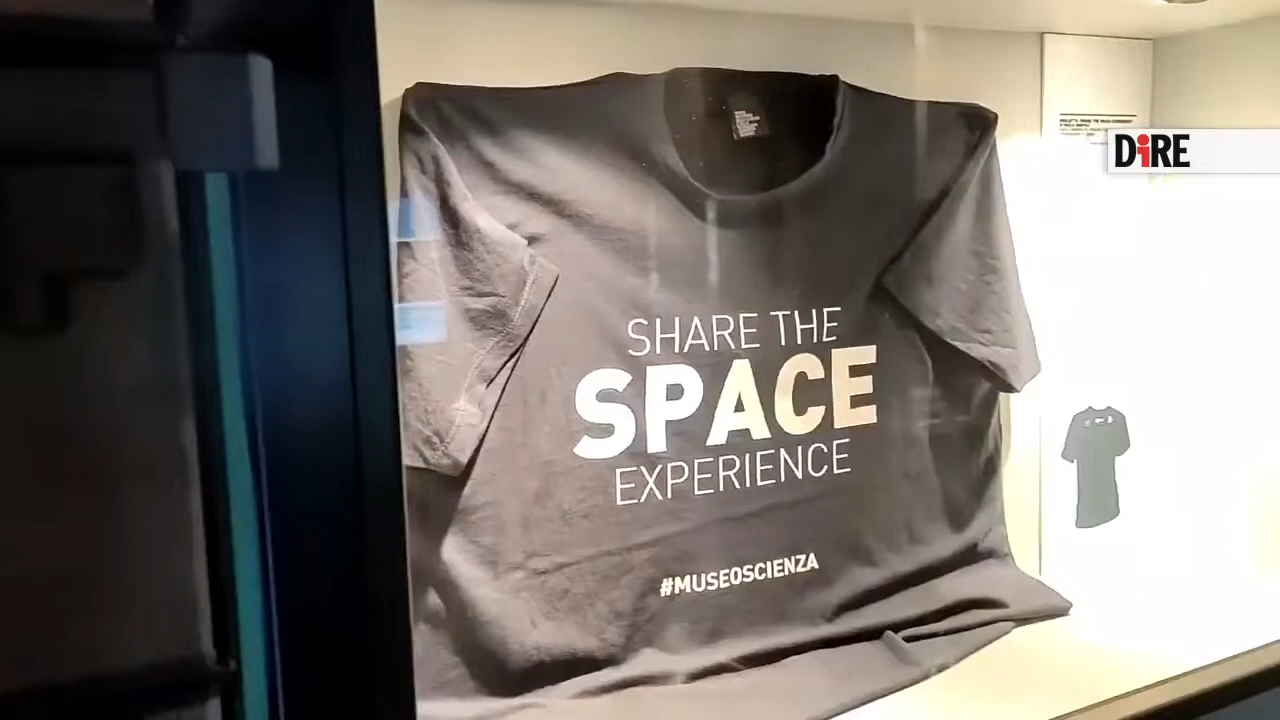 SHARE THE
SPACE
EXPERIENCE
#MUSEOSCIENZA
DiRE